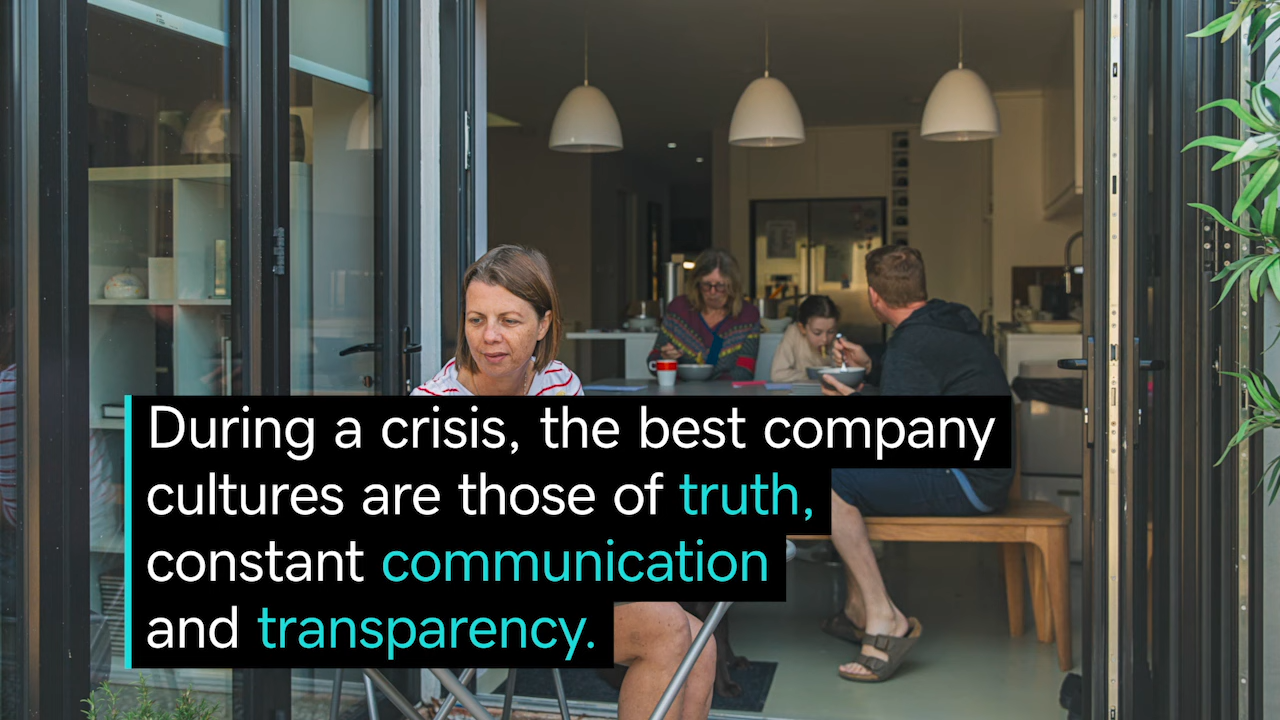 During a crisis, the best company
cultures are those of truth,
constant communication
and transparency.